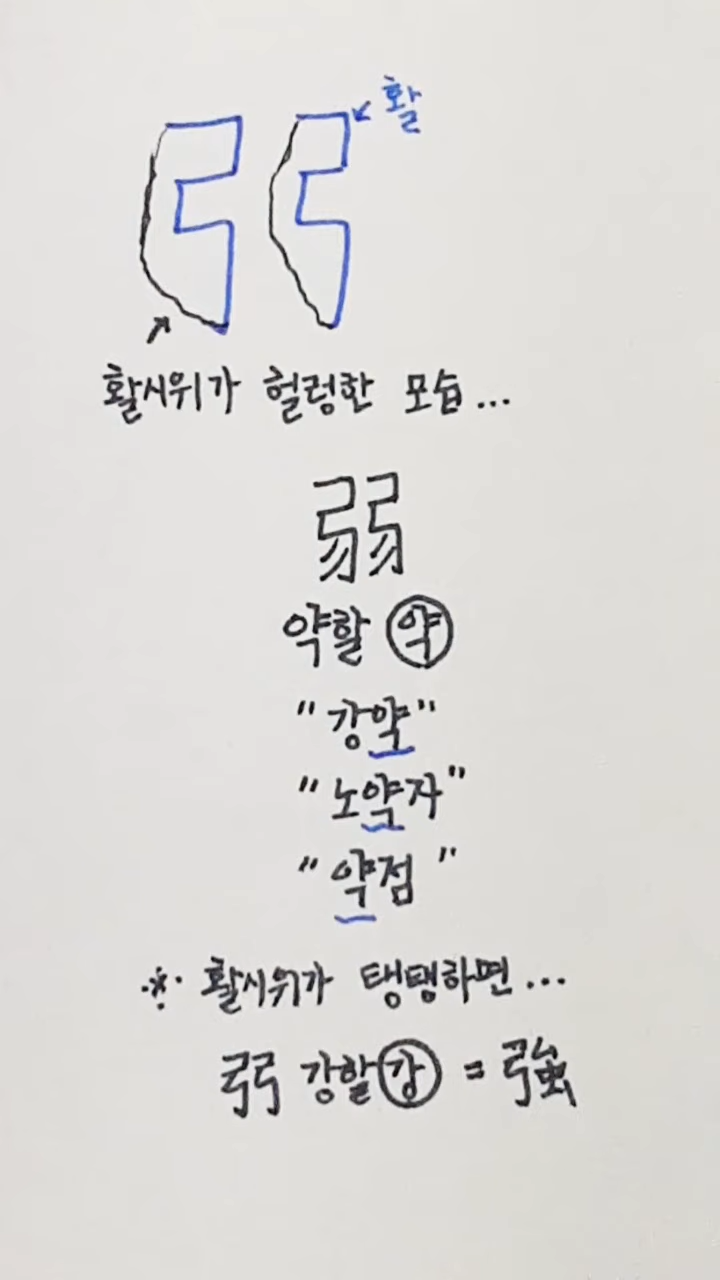 활
활시위가 헐렁한 모습...
弱
약할 약
"강약"
"노약자"
"약점"
※ 활시위가 탱탱하면...
弜 강할 강 = 強